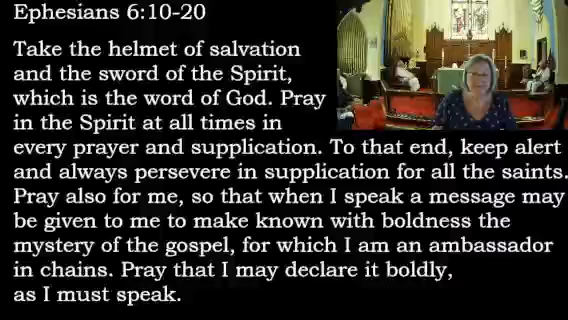 Ephesians 6:10-20
Take the helmet of salvation
and the sword of the Spirit,
which is the word of God. Pray
in the Spirit at all times in
every prayer and supplication. To that end, keep alert
and always persevere in supplication for all the saints.
Pray also for me, so that when I speak a message may
be given to me to make known with boldness the
mystery of the gospel, for which I am an ambassador
in chains. Pray that I may declare it boldly,
as I must speak.